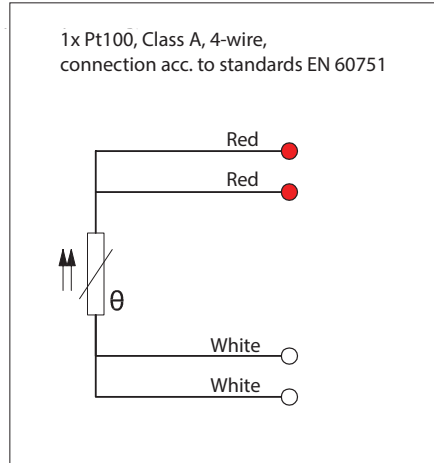 1x Pt100, Class A, 4-wire,
connection acc. to standards EN 60751
Red
Red
θ
White
White